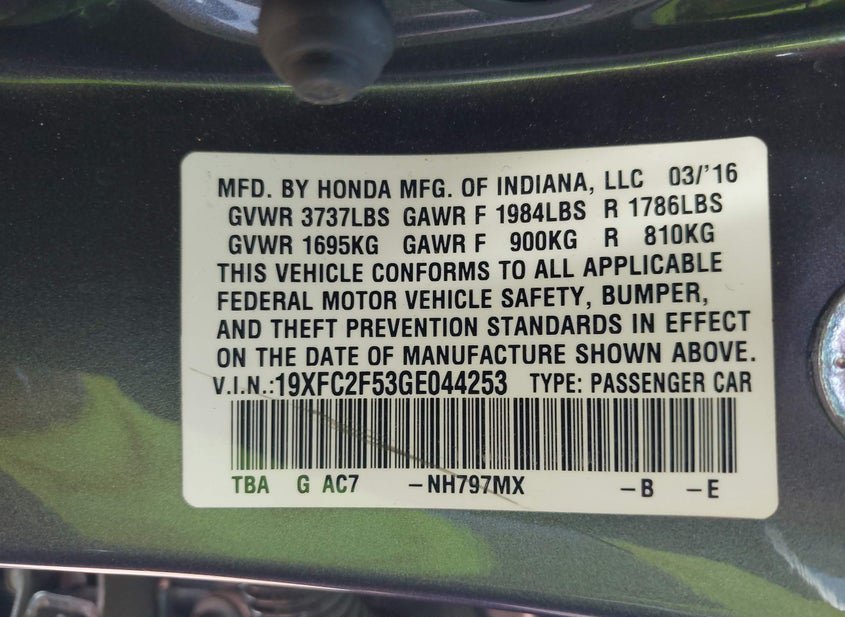 MFD. BY HONDA MFG. OF INDIANA, LLC 03/'16
GVWR 3737LBS GAWR F 1984LBS R 1786LBS
GVWR 1695KG GAWR F 900KG R 810KG
THIS VEHICLE CONFORMS TO ALL APPLICABLE
FEDERAL MOTOR VEHICLE SAFETY, BUMPER,
AND THEFT PREVENTION STANDARDS IN EFFECT
ON THE DATE OF MANUFACTURE SHOWN ABOVE.
V.I.N.:19XFC2F53GE044253 TYPE: PASSENGER CAR
TBA G AC7 –NH797MX –B –E